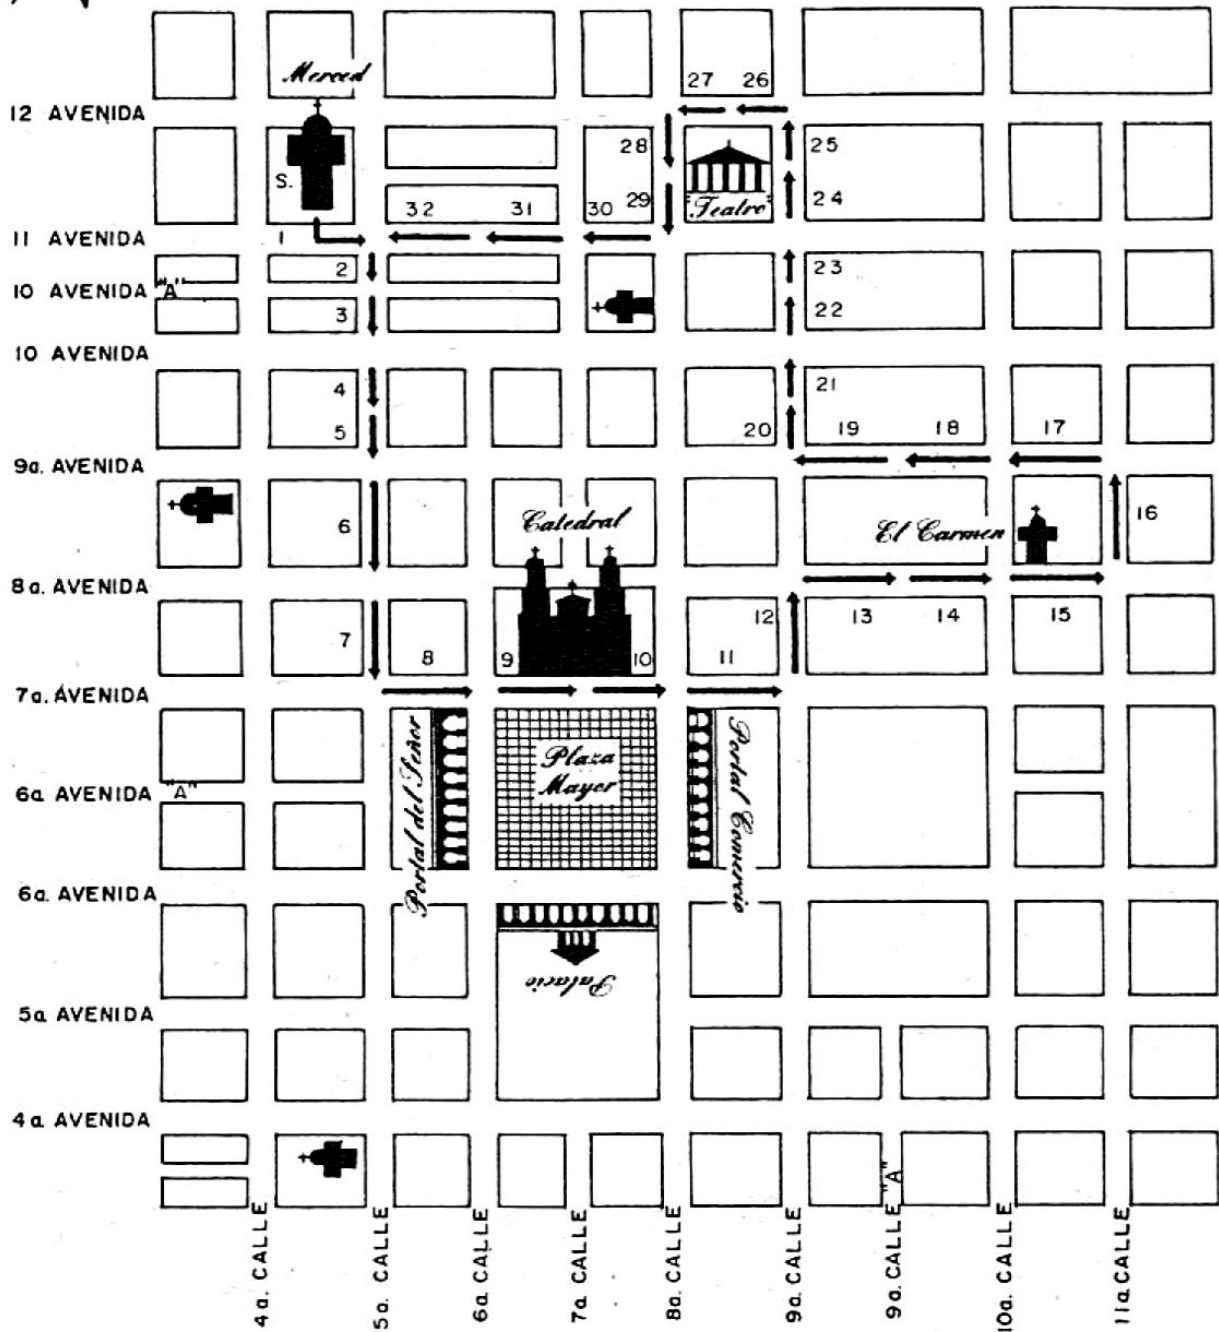 Merced
27 26
12 AVENIDA
28
25
S.
29
"Teatro"
24
32 31 30
11 AVENIDA
1
2
23
"A"
10 AVENIDA
3
22
10 AVENIDA
4
21
5
20 19 18 17
9a. AVENIDA
6
Catedral
El Carmen
16
8a. AVENIDA
7
8
9
10
11
12
13
14
15
7a. AVENIDA
Portal del Señor
Plaza
Mayor
Portal Comercio
6a AVENIDA "A"
6a. AVENIDA
Palacio
5a AVENIDA
4a AVENIDA
4a. CALLE
5a. CALLE
6a CALLE
7a. CALLE
8a. CALLE
9a. CALLE
9a. CALLE "A"
10a. CALLE
11a CALLE